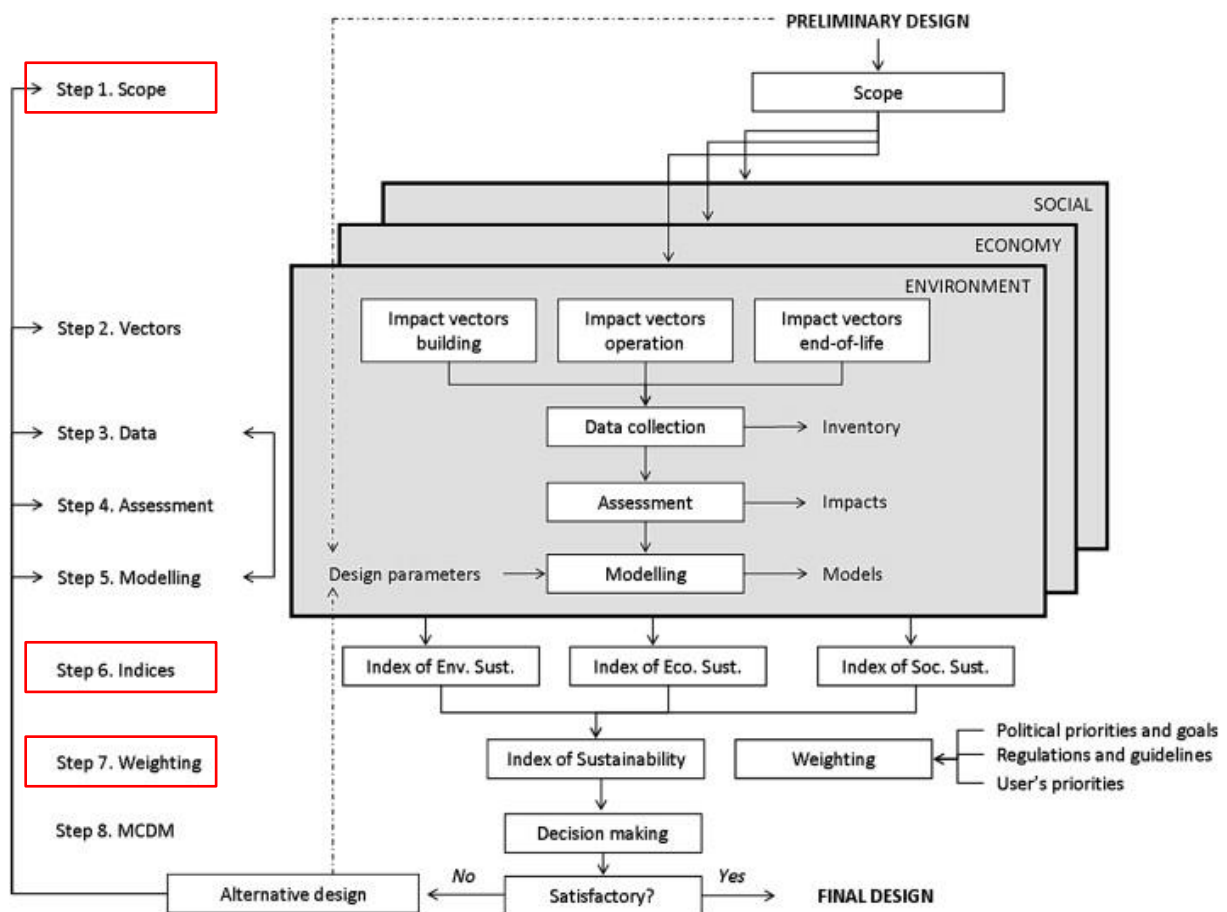 PRELIMINARY DESIGN
Step 1. Scope
Scope
SOCIAL
ECONOMY
ENVIRONMENT
Step 2. Vectors
Impact vectors
building
Impact vectors
operation
Impact vectors
end-of-life
Step 3. Data
Data collection
Inventory
Step 4. Assessment
Assessment
Impacts
Step 5. Modelling
Design parameters
Modelling
Models
Step 6. Indices
Index of Env. Sust.
Index of Eco. Sust.
Index of Soc. Sust.
Step 7. Weighting
Index of Sustainability
Weighting
Political priorities and goals
Regulations and guidelines
User's priorities
Step 8. MCDM
Decision making
Alternative design
No
Satisfactory?
Yes
FINAL DESIGN